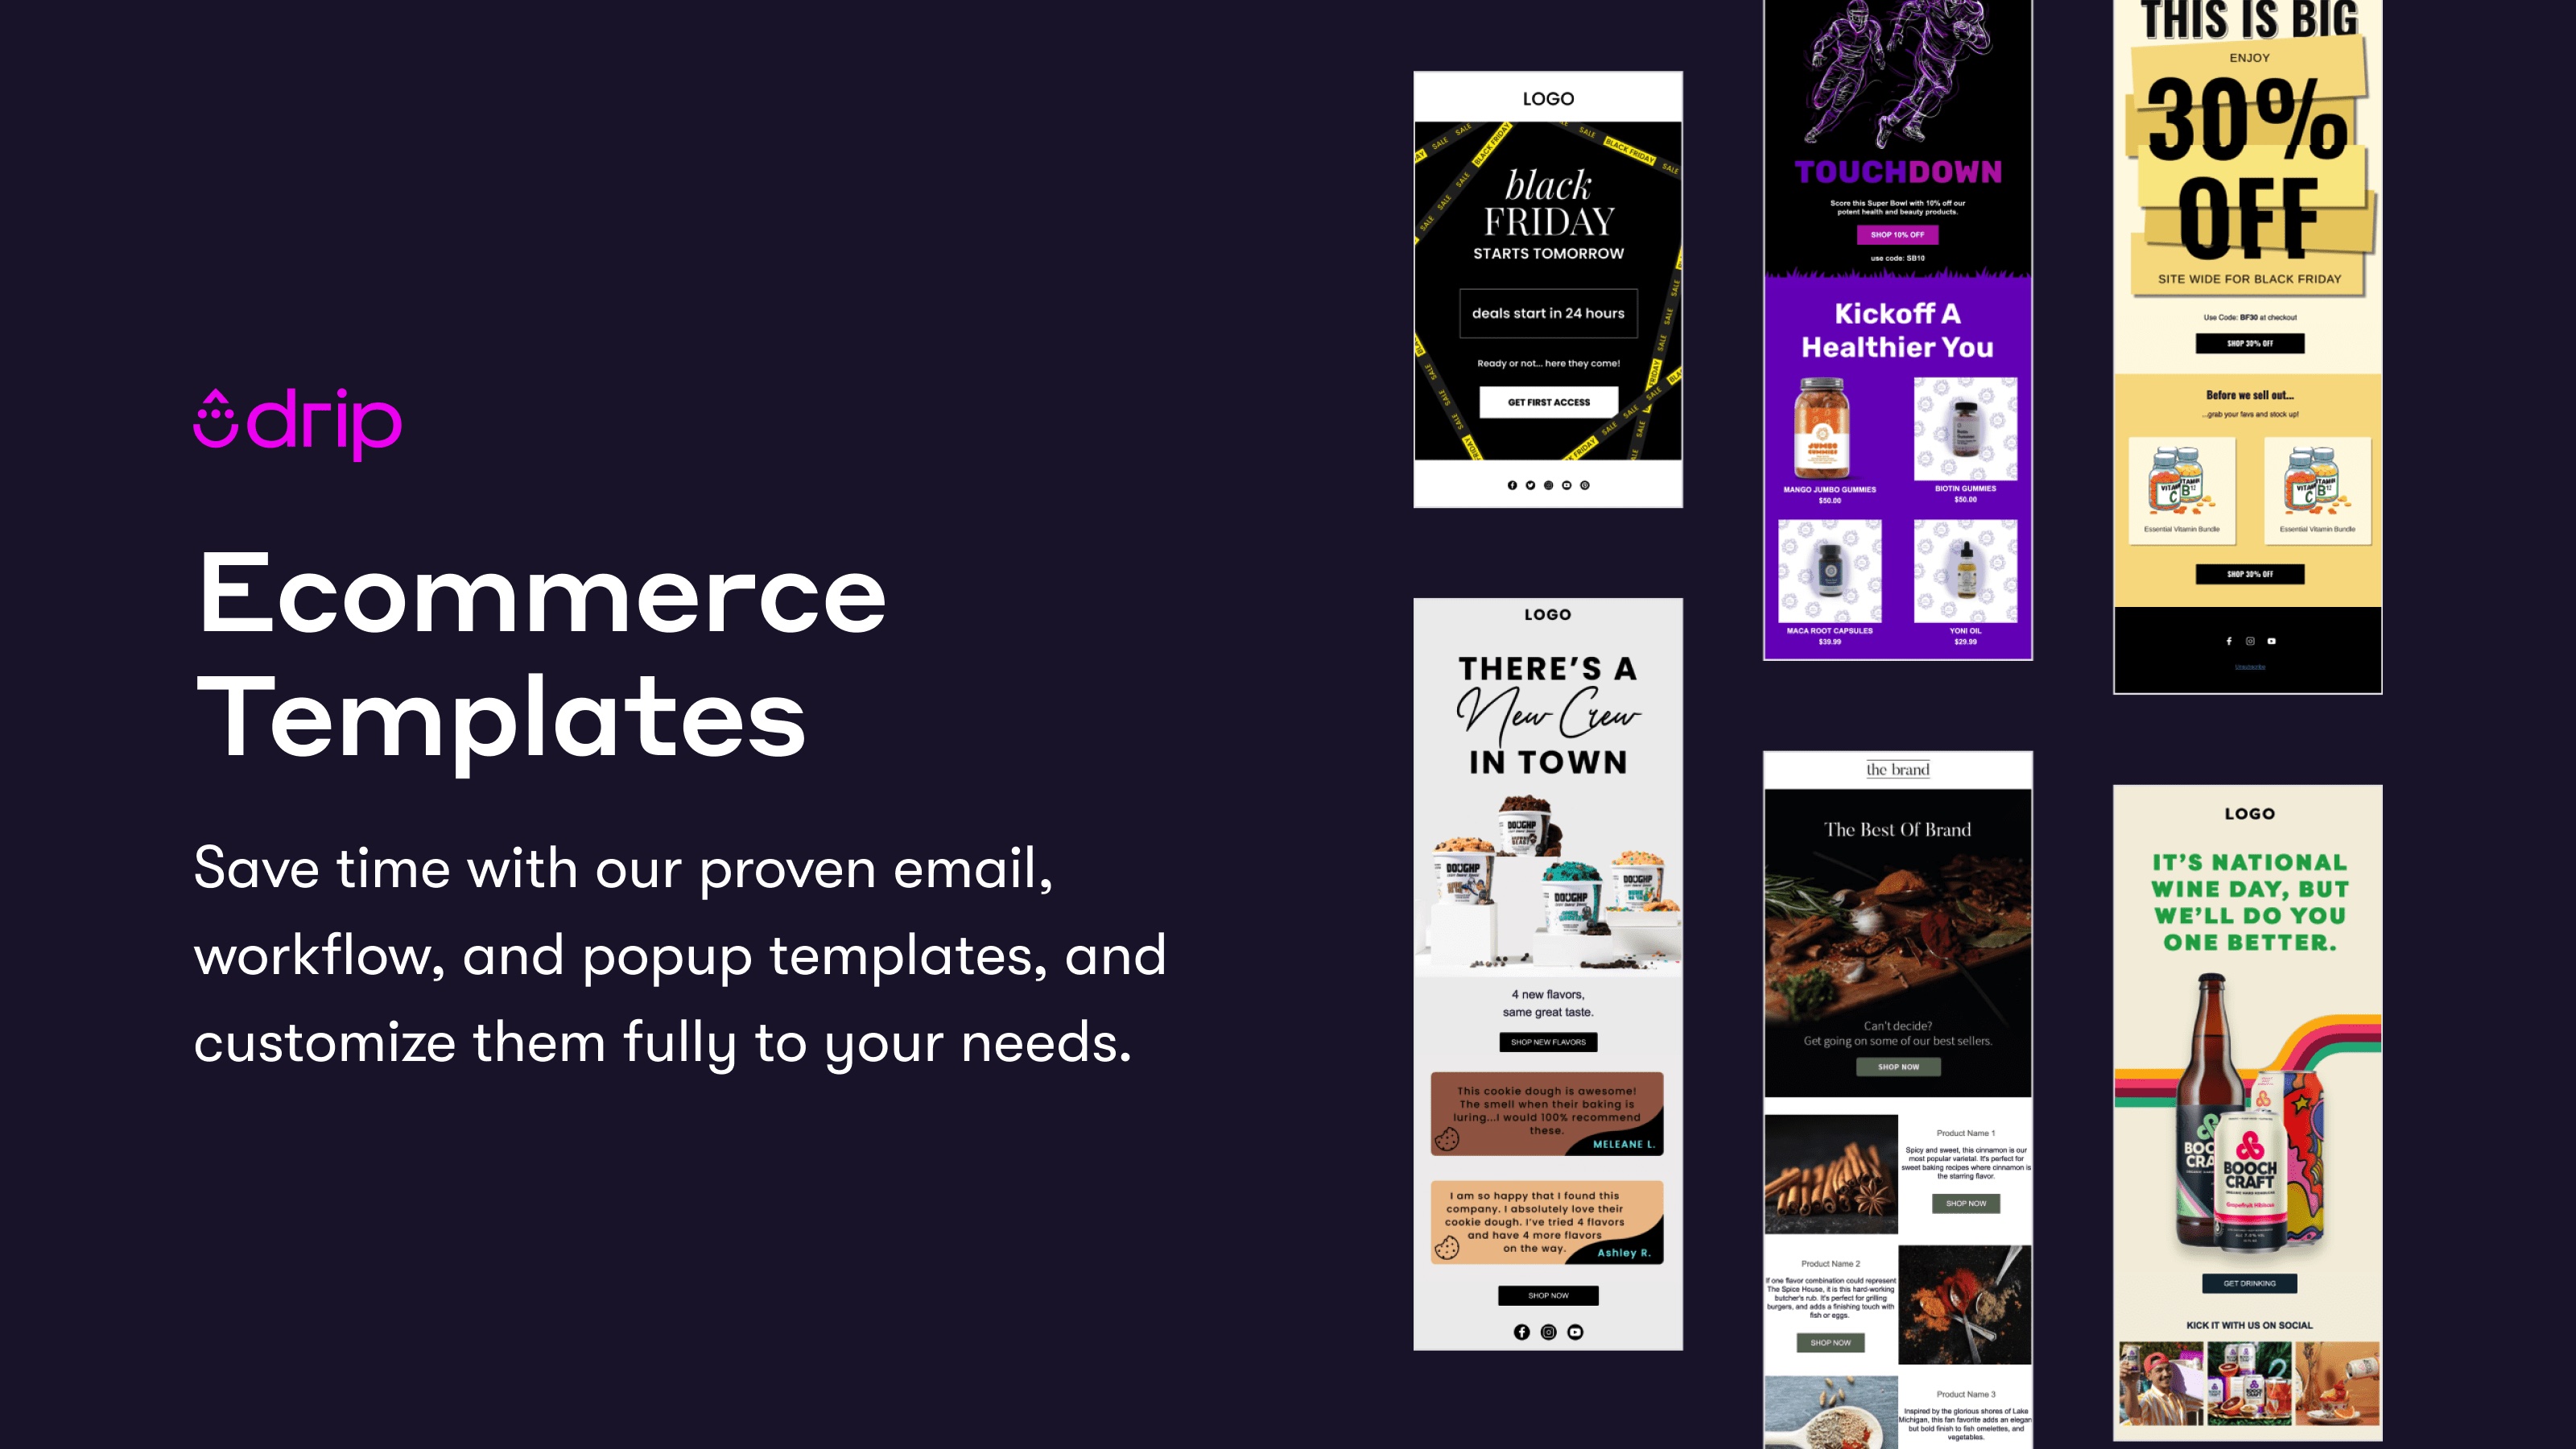 drip
Ecommerce
Templates
Save time with our proven email,
workflow, and popup templates, and
customize them fully to your needs.
LOGO
black
FRIDAY
STARTS TOMORROW
deals start in 24 hours
Ready or not... here they come!
GET FIRST ACCESS
LOGO
THERE’S A
New Crew
IN TOWN
DOUGHP
DOUGHP
DOUGHP
DOUGHP
4 new flavors,
same great taste.
SHOP NEW FLAVORS
This cookie dough is awesome!
The smell when their baking is
luring...I would 100% recommend
these.
MELEANE L.
I am so happy that I found this
company. I absolutely love their
cookie dough. I've tried 4 flavors
and have 4 more flavors
on the way.
Ashley R.
SHOP NOW
TOUCHDOWN
Score this Super Bowl with 10% off our
potent health and beauty products.
SHOP 10% OFF
use code: SB10
Kickoff A
Healthier You
JUMBO
GUMMIES
MANGO JUMBO GUMMIES
$50.00
BIOTIN GUMMIES
$50.00
MACA ROOT CAPSULES
$39.99
YONI OIL
$29.99
the brand
The Best Of Brand
Can't decide?
Get going on some of our best sellers.
SHOP NOW
Product Name 1
Spicy and sweet, this cinnamon is our
most popular varietal. It's perfect for
sweet baking recipes where cinnamon is
the starring flavor.
SHOP NOW
Product Name 2
If one flavor combination could represent
The Spice House, it is this hard-working
butcher's rub. It's perfect for grilling
burgers, and adds a finishing touch with
fish or eggs.
SHOP NOW
Product Name 3
Inspired by the glorious shores of Lake
Michigan, this fan favorite adds an elegan
but bold finish to fish omelettes, and
vegetables.
THIS IS BIG
ENJOY
30%
OFF
SITE WIDE FOR BLACK FRIDAY
Use Code: BF30 at checkout
SHOP 30% OFF
Before we sell out...
...grab your favs and stock up!
Essential Vitamin Bundle
Essential Vitamin Bundle
SHOP 30% OFF
Unsubscribe
LOGO
IT’S NATIONAL
WINE DAY, BUT
WE’LL DO YOU
ONE BETTER.
BOOCH
CRAFT
Grapefruit Hibiscus
GET DRINKING
KICK IT WITH US ON SOCIAL